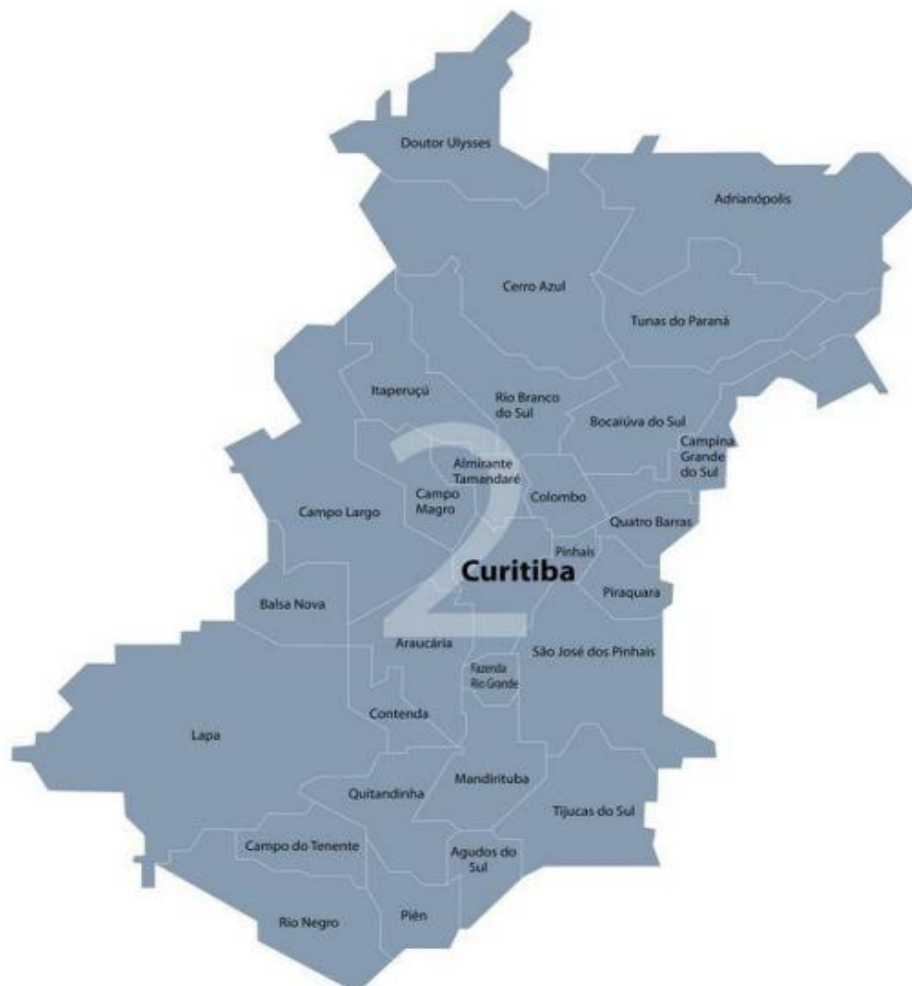 Doutor Ulysses
Adrianópolis
Cerro Azul
Tunas do Paraná
Itaperuçú
Rio Branco
do Sul
Bocaiúva do Sul
Campina
Grande
do Sul
Almirante
Tamandaré
Campo
Magro
Colombo
Campo Largo
Quatro Barras
Pinhais
Curitiba
2
Piraquara
Balsa Nova
Araucária
São José dos Pinhais
Fazenda
Rio Grande
Contenda
Lapa
Mandirituba
Quitandinha
Tijucas do Sul
Campo do Tenente
Agudos do
Sul
Piên
Rio Negro